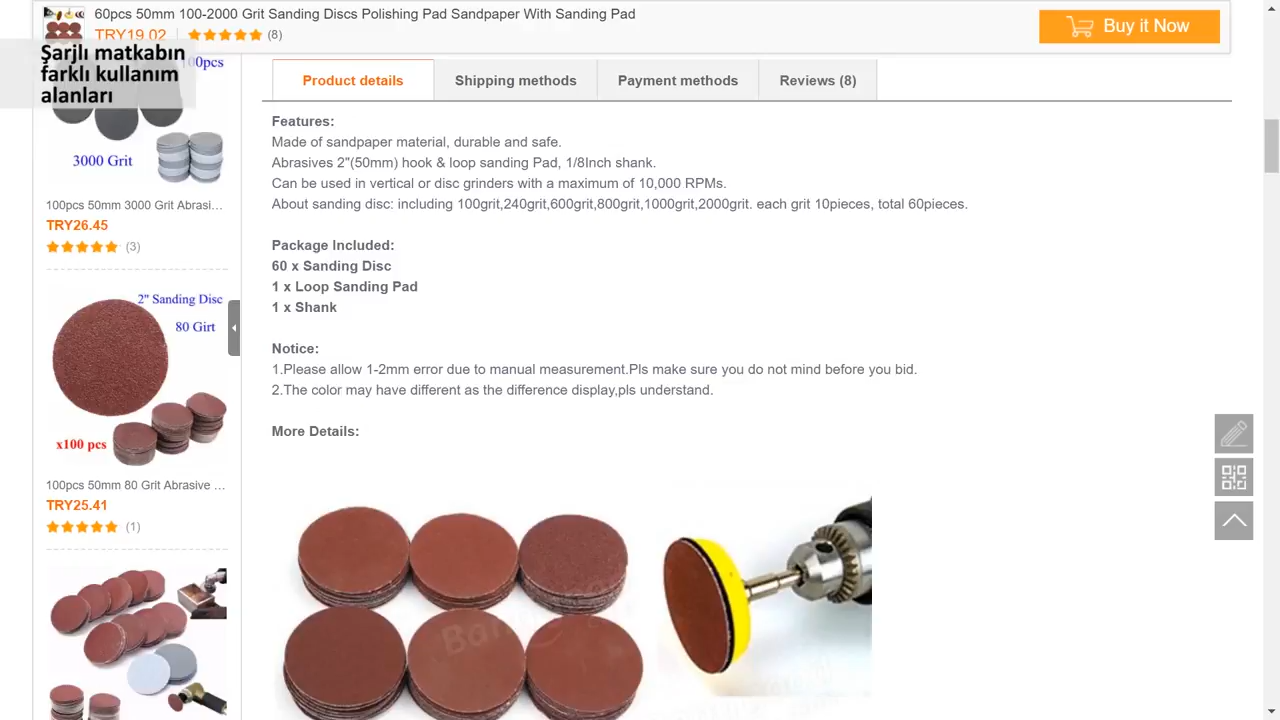 60pcs 50mm 100-2000 Grit Sanding Discs Polishing Pad Sandpaper With Sanding Pad
TRY19.02
(8)
Buy it Now
Şarjlı matkabın
farklı kullanım
alanları
00pcs
3000 Grit
100pcs 50mm 3000 Grit Abrasi...
TRY26.45
(3)
2" Sanding Disc
80 Girt
x100 pcs
100pcs 50mm 80 Grit Abrasive ...
TRY25.41
(1)
Product details
Shipping methods
Payment methods
Reviews (8)
Features:
Made of sandpaper material, durable and safe.
Abrasives 2"(50mm) hook & loop sanding Pad, 1/8Inch shank.
Can be used in vertical or disc grinders with a maximum of 10,000 RPMs.
About sanding disc: including 100grit,240grit,600grit,800grit,1000grit,2000grit. each grit 10pieces, total 60pieces.
Package Included:
60 x Sanding Disc
1 x Loop Sanding Pad
1 x Shank
Notice:
1.Please allow 1-2mm error due to manual measurement.Pls make sure you do not mind before you bid.
2.The color may have different as the difference display,pls understand.
More Details: